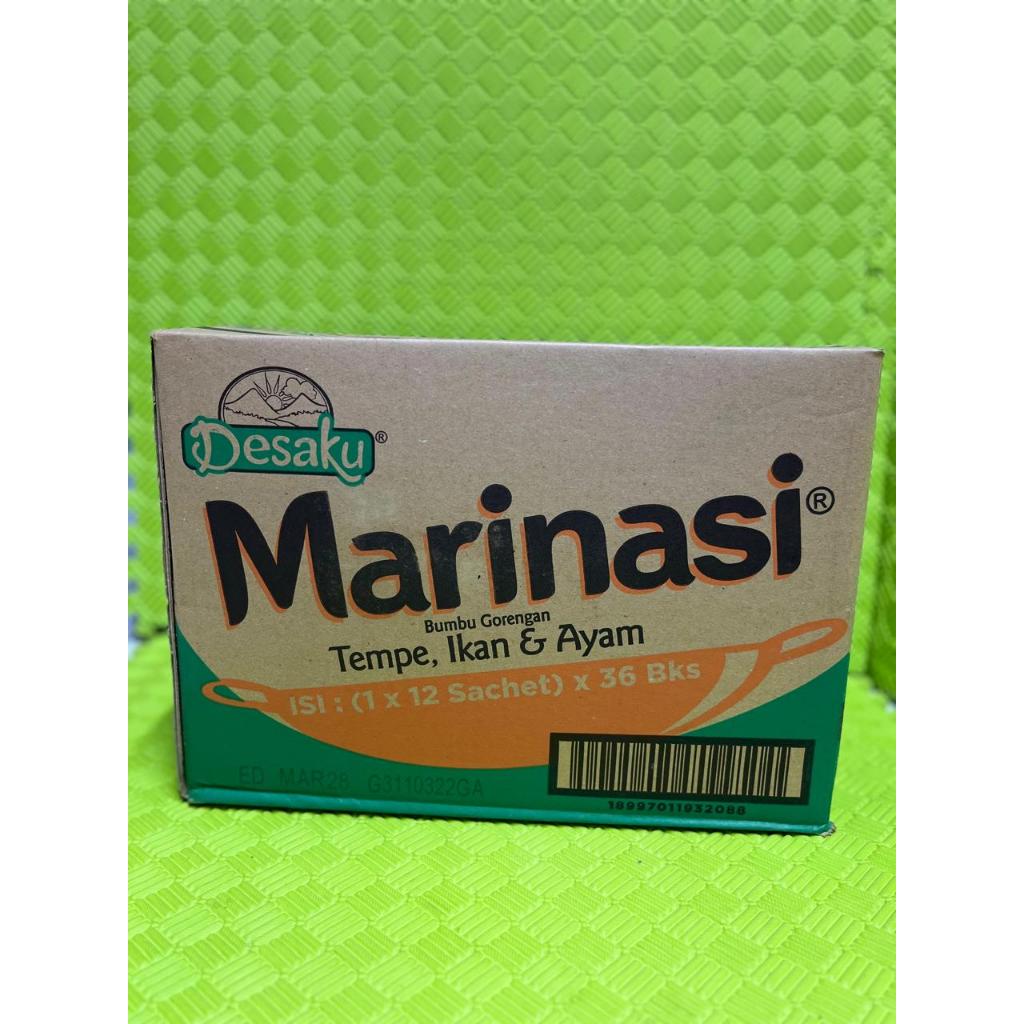 Desaku®
Marinasi®
Bumbu Gorengan
Tempe, Ikan & Ayam
ISI : (1 x 12 Sachet) x 36 Bks
ED MAR28 G3110322GA
18997011932088